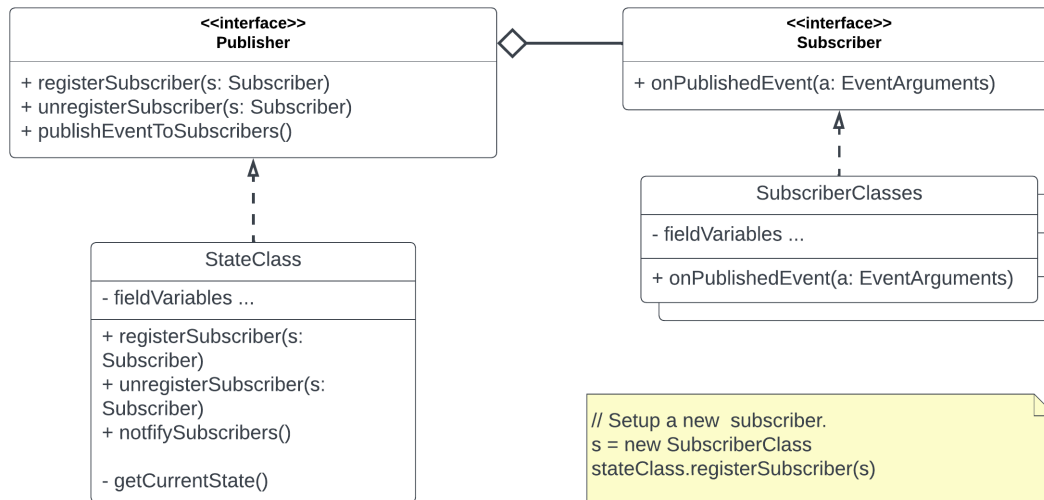 <<interface>>
Publisher
+ registerSubscriber(s: Subscriber)
+ unregisterSubscriber(s: Subscriber)
+ publishEventToSubscribers()
<<interface>>
Subscriber
+ onPublishedEvent(a: EventArguments)
StateClass
- fieldVariables ...
+ registerSubscriber(s:
Subscriber)
+ unregisterSubscriber(s:
Subscriber)
+ notfifySubscribers()
- getCurrentState()
SubscriberClasses
- fieldVariables ...
+ onPublishedEvent(a: EventArguments)
// Setup a new  subscriber.
s = new SubscriberClass
stateClass.registerSubscriber(s)